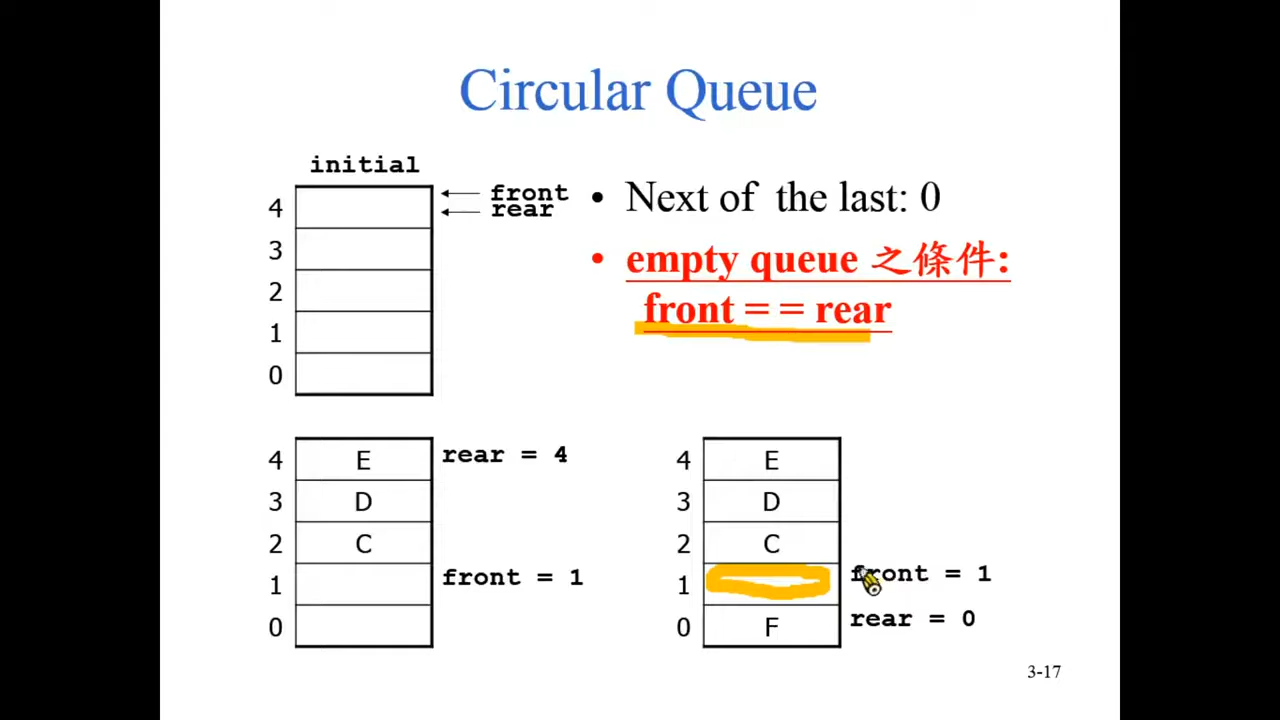 Circular Queue
initial
front
rear
4
3
2
1
0
• Next of the last: 0
• empty queue 之條件:
front = = rear
4 E rear = 4
3 D
2 C
1 front = 1
0
4 E
3 D
2 C
1 front = 1
0 F rear = 0
3-17